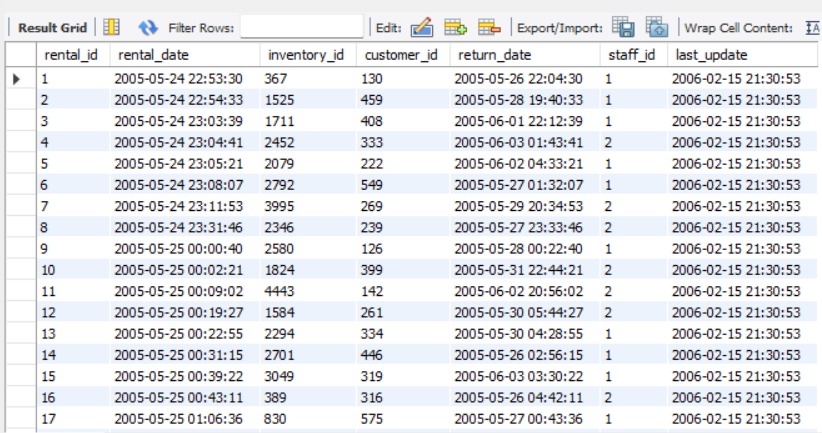 Result Grid Filter Rows: Edit: Export/Import: Wrap Cell Content: IA
rental_id rental_date inventory_id customer_id return_date staff_id last_update
1 2005-05-24 22:53:30 367 130 2005-05-26 22:04:30 1 2006-02-15 21:30:53
2 2005-05-24 22:54:33 1525 459 2005-05-28 19:40:33 1 2006-02-15 21:30:53
3 2005-05-24 23:03:39 1711 408 2005-06-01 22:12:39 1 2006-02-15 21:30:53
4 2005-05-24 23:04:41 2452 333 2005-06-03 01:43:41 2 2006-02-15 21:30:53
5 2005-05-24 23:05:21 2079 222 2005-06-02 04:33:21 1 2006-02-15 21:30:53
6 2005-05-24 23:08:07 2792 549 2005-05-27 01:32:07 1 2006-02-15 21:30:53
7 2005-05-24 23:11:53 3995 269 2005-05-29 20:34:53 2 2006-02-15 21:30:53
8 2005-05-24 23:31:46 2346 239 2005-05-27 23:33:46 2 2006-02-15 21:30:53
9 2005-05-25 00:00:40 2580 126 2005-05-28 00:22:40 1 2006-02-15 21:30:53
10 2005-05-25 00:02:21 1824 399 2005-05-31 22:44:21 2 2006-02-15 21:30:53
11 2005-05-25 00:09:02 4443 142 2005-06-02 20:56:02 2 2006-02-15 21:30:53
12 2005-05-25 00:19:27 1584 261 2005-05-30 05:44:27 2 2006-02-15 21:30:53
13 2005-05-25 00:22:55 2294 334 2005-05-30 04:28:55 1 2006-02-15 21:30:53
14 2005-05-25 00:31:15 2701 446 2005-05-26 02:56:15 1 2006-02-15 21:30:53
15 2005-05-25 00:39:22 3049 319 2005-06-03 03:30:22 1 2006-02-15 21:30:53
16 2005-05-25 00:43:11 389 316 2005-05-26 04:42:11 2 2006-02-15 21:30:53
17 2005-05-25 01:06:36 830 575 2005-05-27 00:43:36 1 2006-02-15 21:30:53